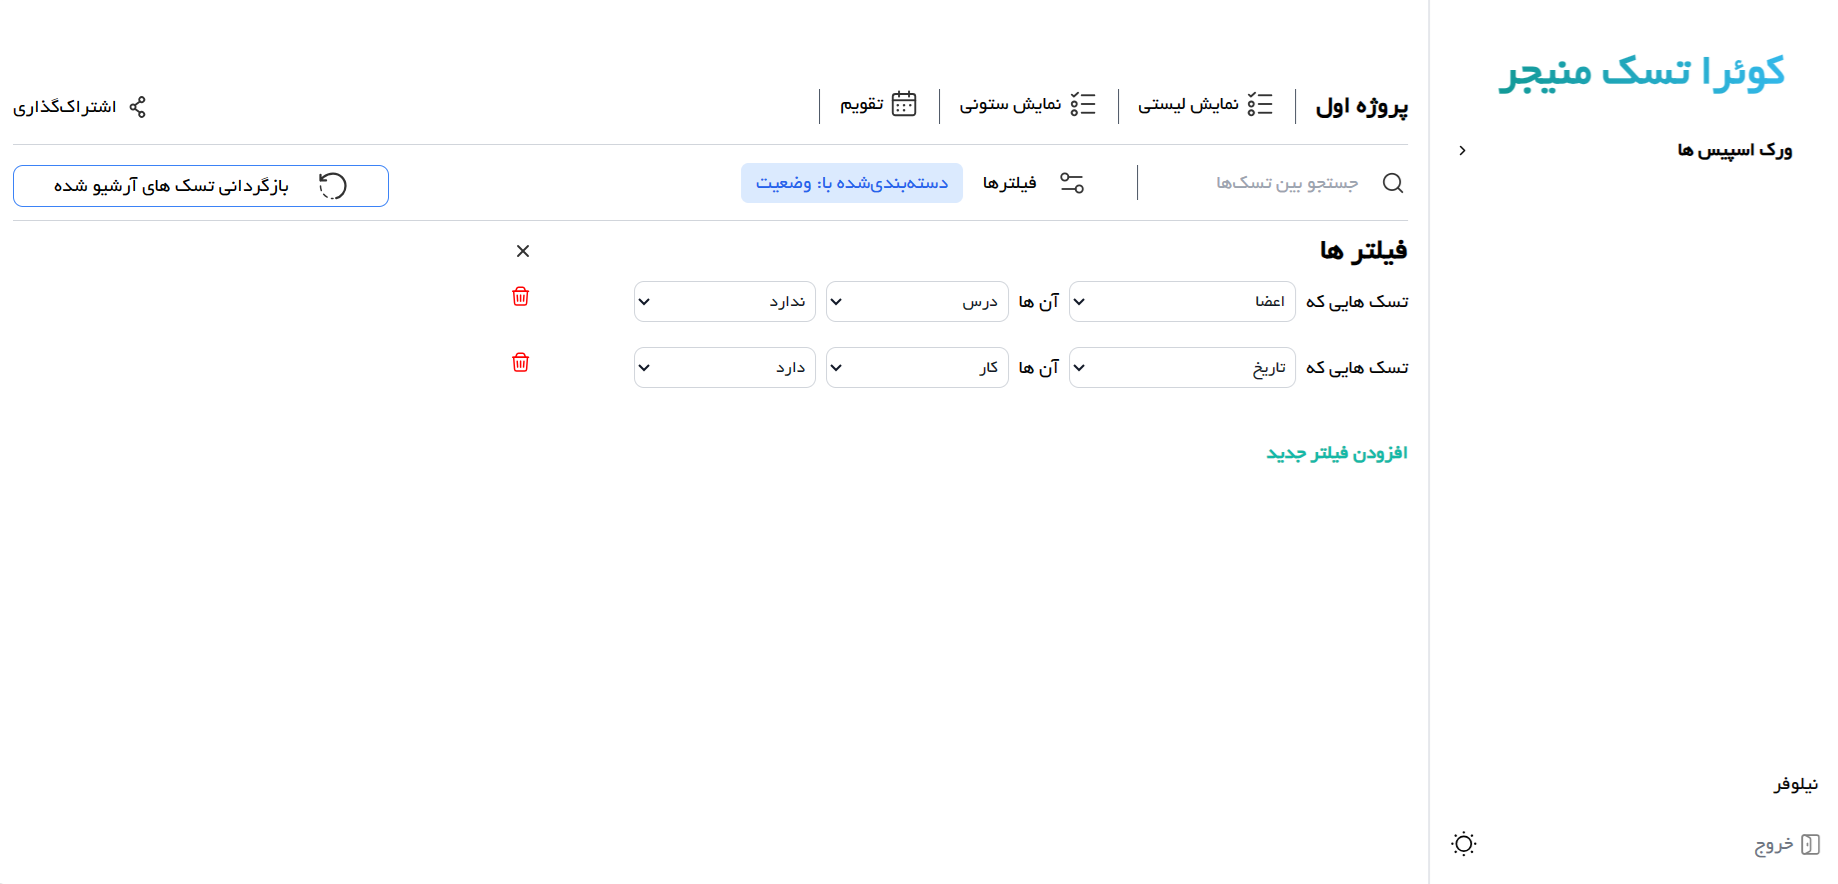 کوئرا تسک منیجر
ورک اسپیس ها
پروژه اول
نمایش لیستی
نمایش ستونی
تقویم
اشتراک‌گذاری
جستجو بین تسک‌ها
فیلترها
دسته‌بندی‌شده با: وضعیت
بازگردانی تسک های آرشیو شده
فیلتر ها
تسک هایی که اعضا آن ها درس ندارد
تسک هایی که تاریخ آن ها کار دارد
افزودن فیلتر جدید
نیلوفر
خروج